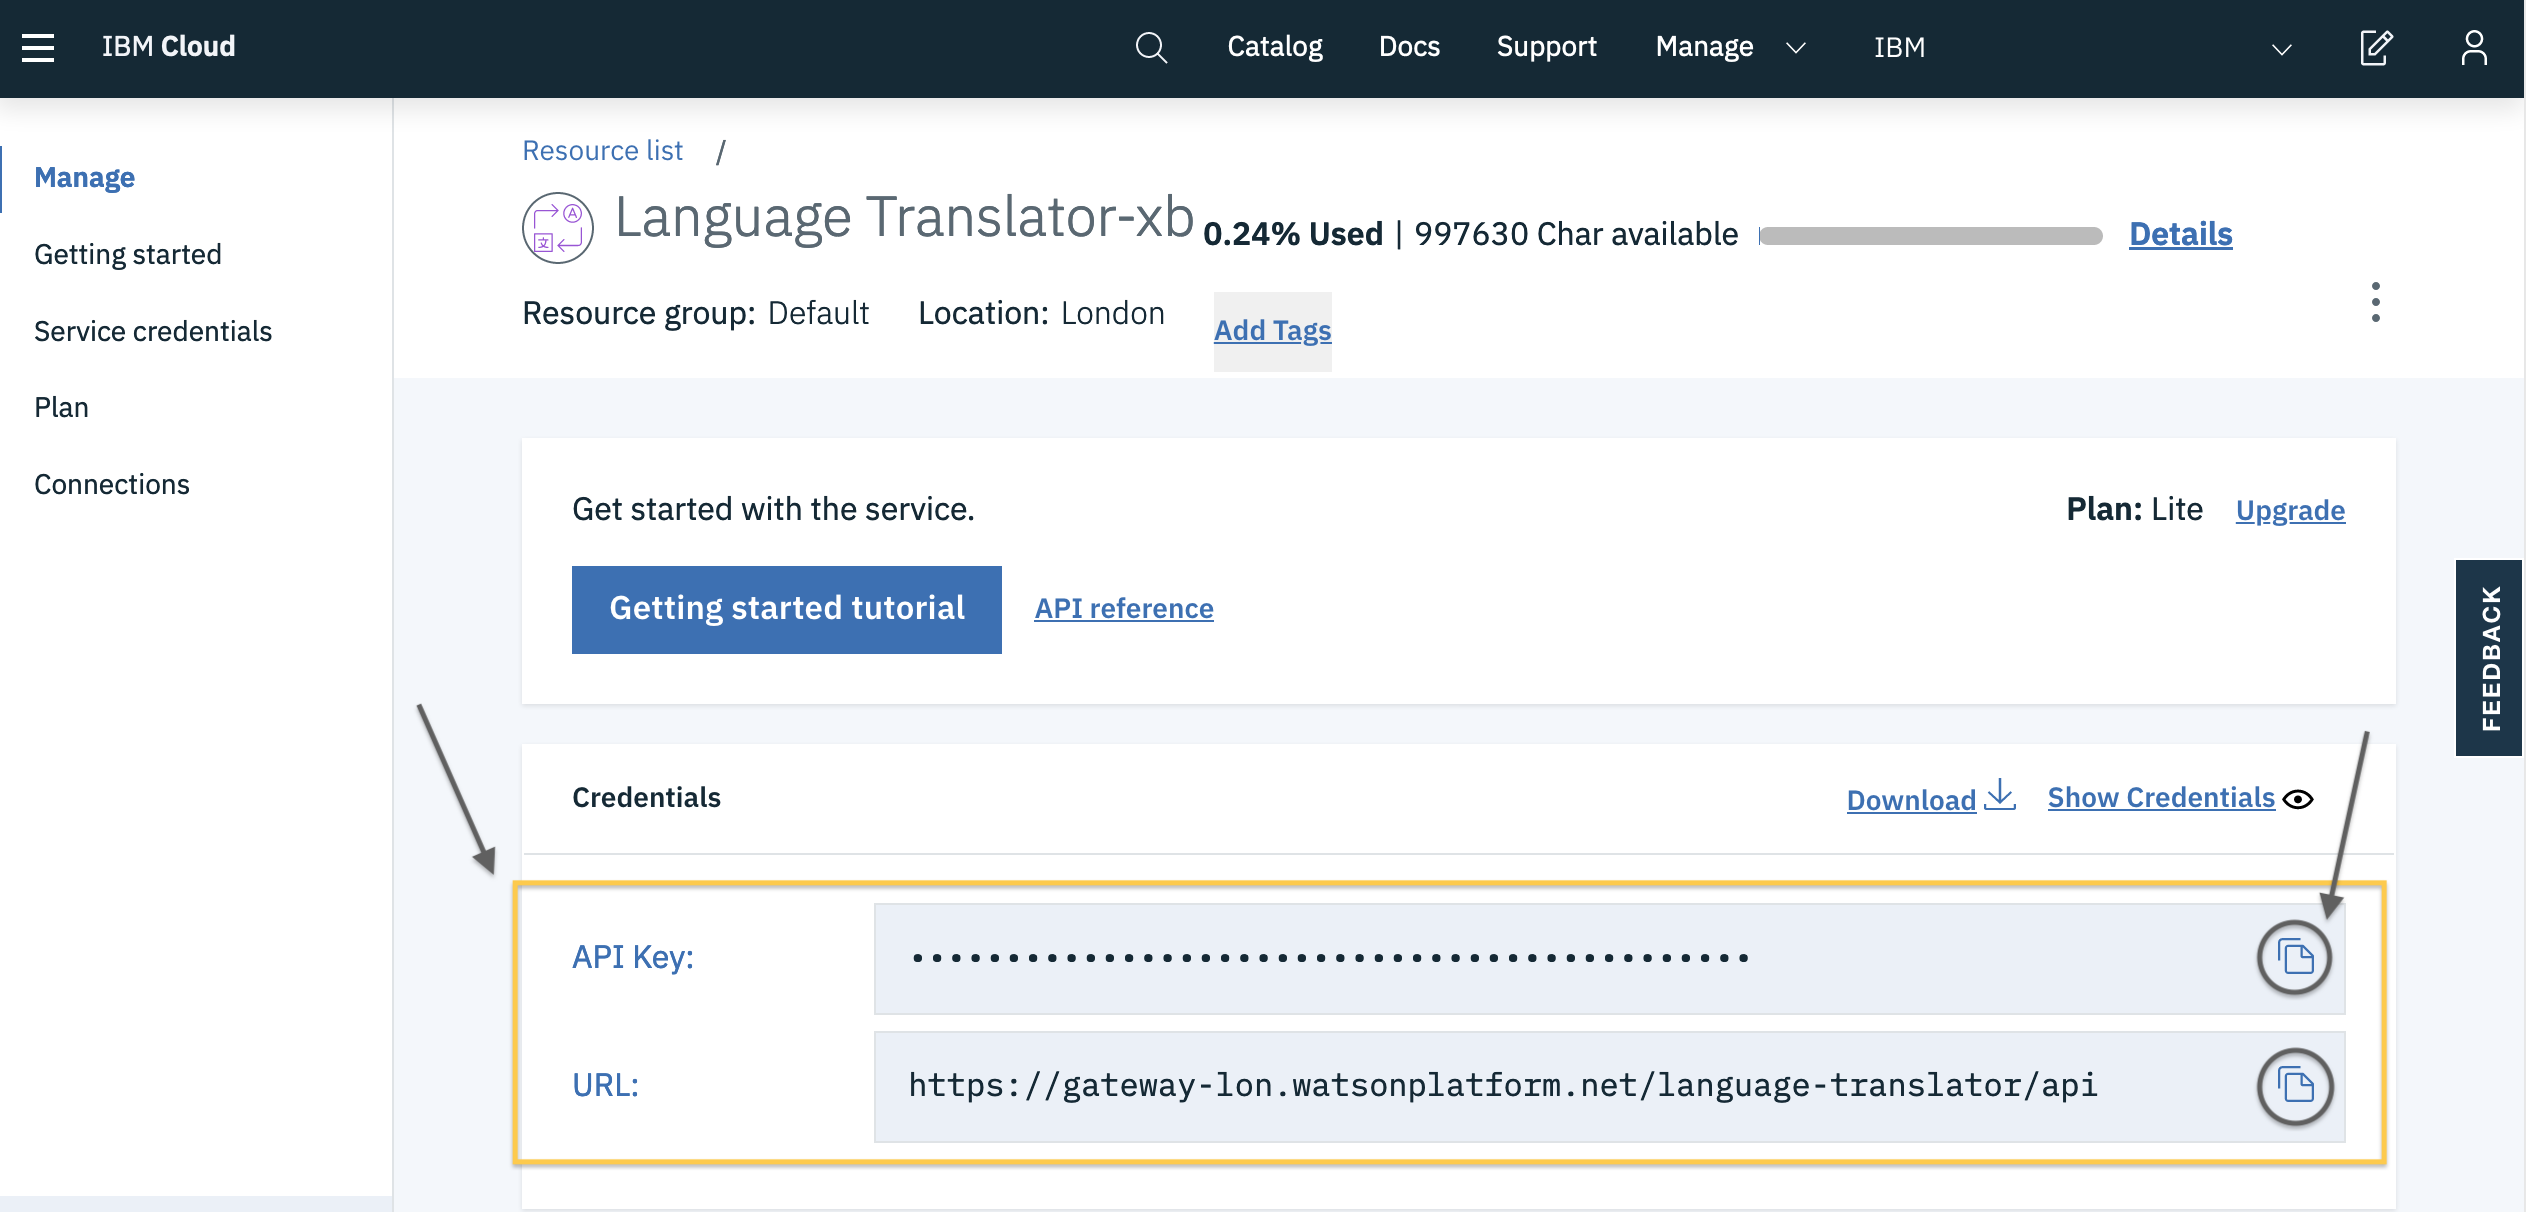 IBM Cloud
Catalog Docs Support Manage IBM
Manage
Getting started
Service credentials
Plan
Connections
Resource list /
Language Translator-xb 0.24% Used | 997630 Char available Details
Resource group: Default Location: London Add Tags
Get started with the service.
Plan: Lite Upgrade
Getting started tutorial API reference
FEEDBACK
Credentials
Download Show Credentials
API Key: ••••••••••••••••••••••••••••••••••••••••••••
URL: https://gateway-lon.watsonplatform.net/language-translator/api